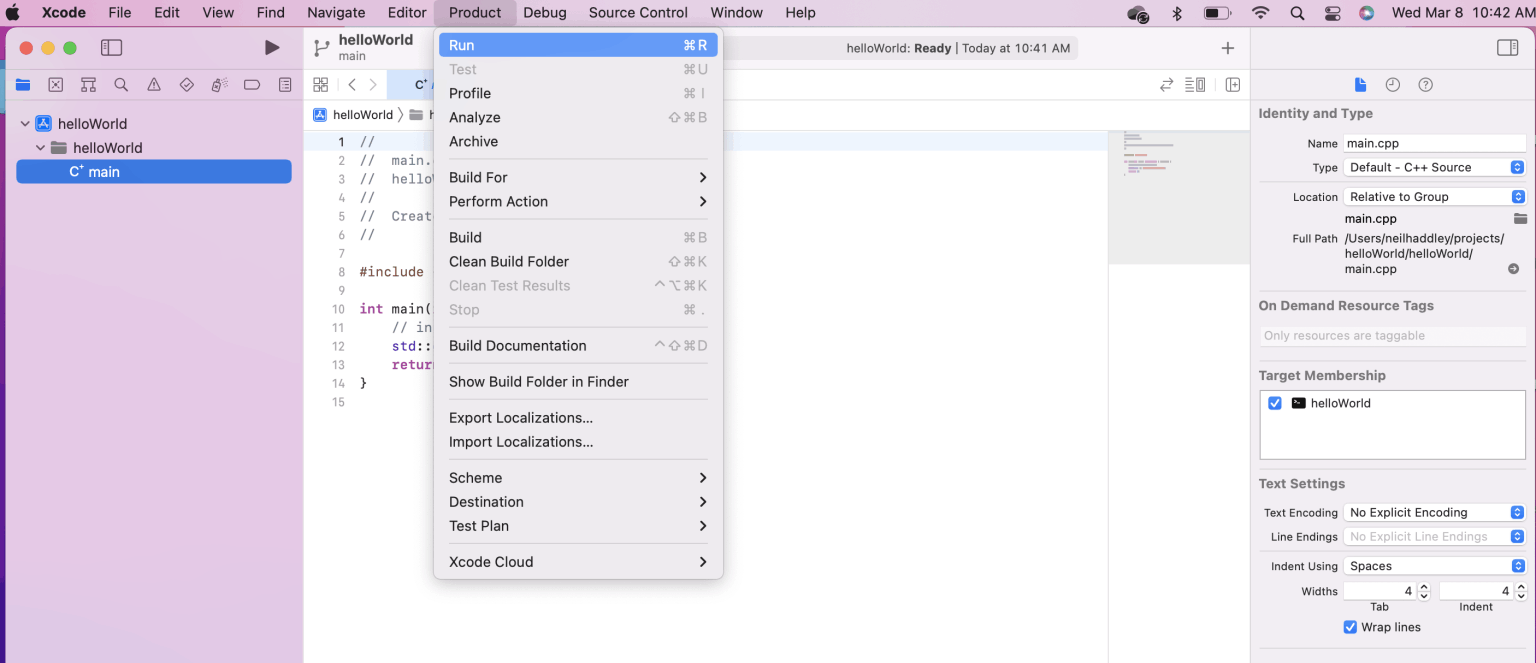 Xcode File Edit View Find Navigate Editor Product Debug Source Control Window Help Wed Mar 8 10:42 AM
helloWorld
main
helloWorld: Ready | Today at 10:41 AM
helloWorld
helloWorld
helloWorld
C+ main
Run ⌘R
Test ⌘U
Profile ⌘I
Analyze ⇧⌘B
Archive
Build For
Perform Action
Build ⌘B
Clean Build Folder ⇧⌘K
Clean Test Results ^⌥⌘K
Stop ⌘.
Build Documentation ^⇧⌘D
Show Build Folder in Finder
Export Localizations...
Import Localizations...
Scheme
Destination
Test Plan
Xcode Cloud
1 //
2 // main.
3 // hello
4 //
5 // Creat
6 //
7
8 #include
9
10 int main(
11 // in
12 std::
13 retur
14 }
15
Identity and Type
Name main.cpp
Type Default - C++ Source
Location Relative to Group
main.cpp
Full Path /Users/neilhaddley/projects/
helloWorld/helloWorld/
main.cpp
On Demand Resource Tags
Only resources are taggable
Target Membership
helloWorld
Text Settings
Text Encoding No Explicit Encoding
Line Endings No Explicit Line Endings
Indent Using Spaces
Widths 4 4
Tab Indent
Wrap lines